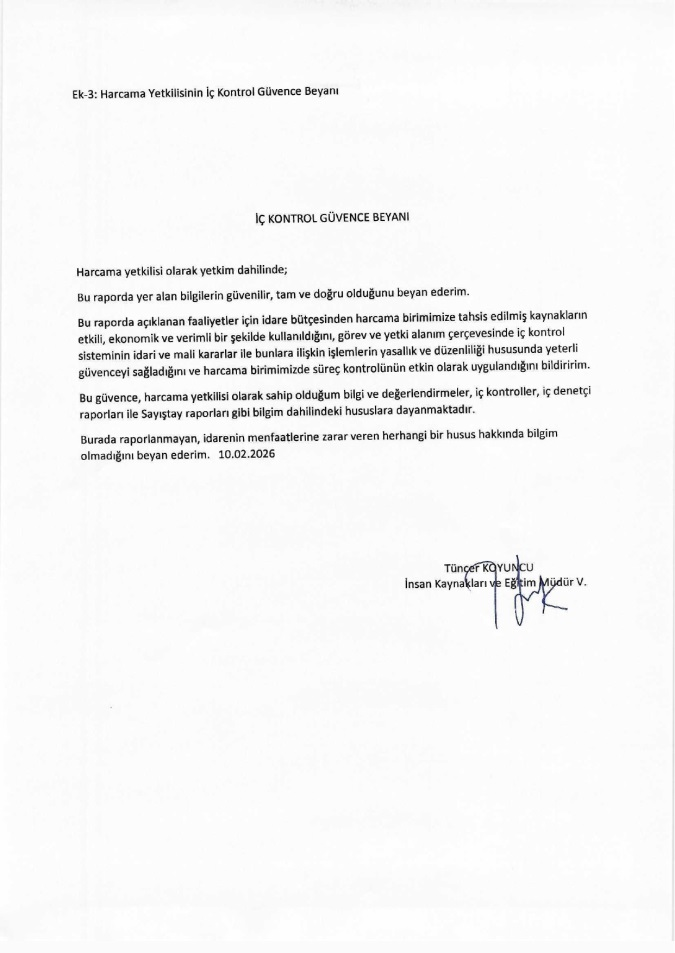 Ek-3: Harcama Yetkilisinin İç Kontrol Güvence Beyanı
İÇ KONTROL GÜVENCE BEYANI
Harcama yetkilisi olarak yetkim dahilinde;
Bu raporda yer alan bilgilerin güvenilir, tam ve doğru olduğunu beyan ederim.
Bu raporda açıklanan faaliyetler için idare bütçesinden harcama birimimize tahsis edilmiş kaynakların
etkili, ekonomik ve verimli bir şekilde kullanıldığını, görev ve yetki alanım çerçevesinde iç kontrol
sisteminin idari ve mali kararlar ile bunlara ilişkin işlemlerin yasallık ve düzenliliği hususunda yeterli
güvenceyi sağladığını ve harcama birimimizde süreç kontrolünün etkin olarak uygulandığını bildiririm.
Bu güvence, harcama yetkilisi olarak sahip olduğum bilgi ve değerlendirmeler, iç kontroller, iç denetçi
raporları ile Sayıştay raporları gibi bilgim dahilindeki hususlara dayanmaktadır.
Burada raporlanmayan, idarenin menfaatlerine zarar veren herhangi bir husus hakkında bilgim
olmadığını beyan ederim. 10.02.2026
Tunçer KOYUNCU
İnsan Kaynakları ve Eğitim Müdür V.